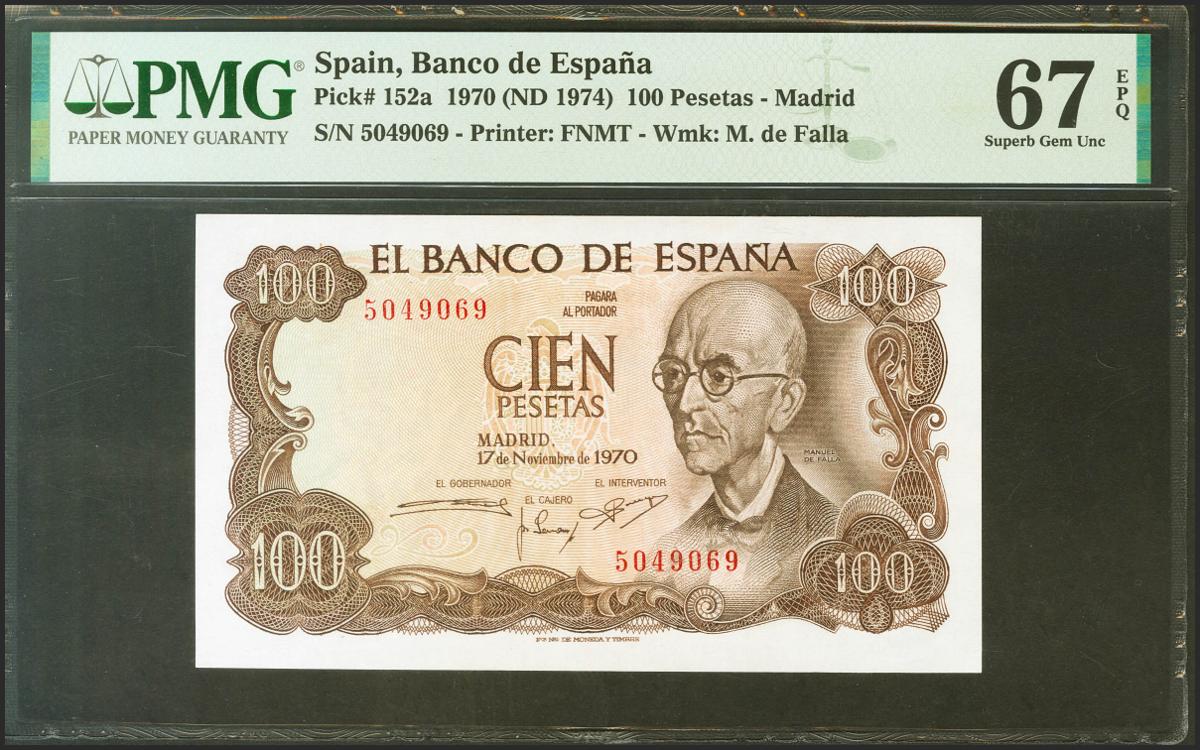 PMG®
PAPER MONEY GUARANTY
Spain, Banco de España
Pick# 152a 1970 (ND 1974) 100 Pesetas - Madrid
S/N 5049069 - Printer: FNMT - Wmk: M. de Falla
67
EPQ
Superb Gem Unc
EL BANCO DE ESPAÑA
100
100
5049069
PAGARA
AL PORTADOR
CIEN
PESETAS
MADRID,
17 de Noviembre de 1970
MANUEL
DE FALLA
EL GOBERNADOR
EL CAJERO
EL INTERVENTOR
100
5049069
100
DE MONEDA Y TIMBRE